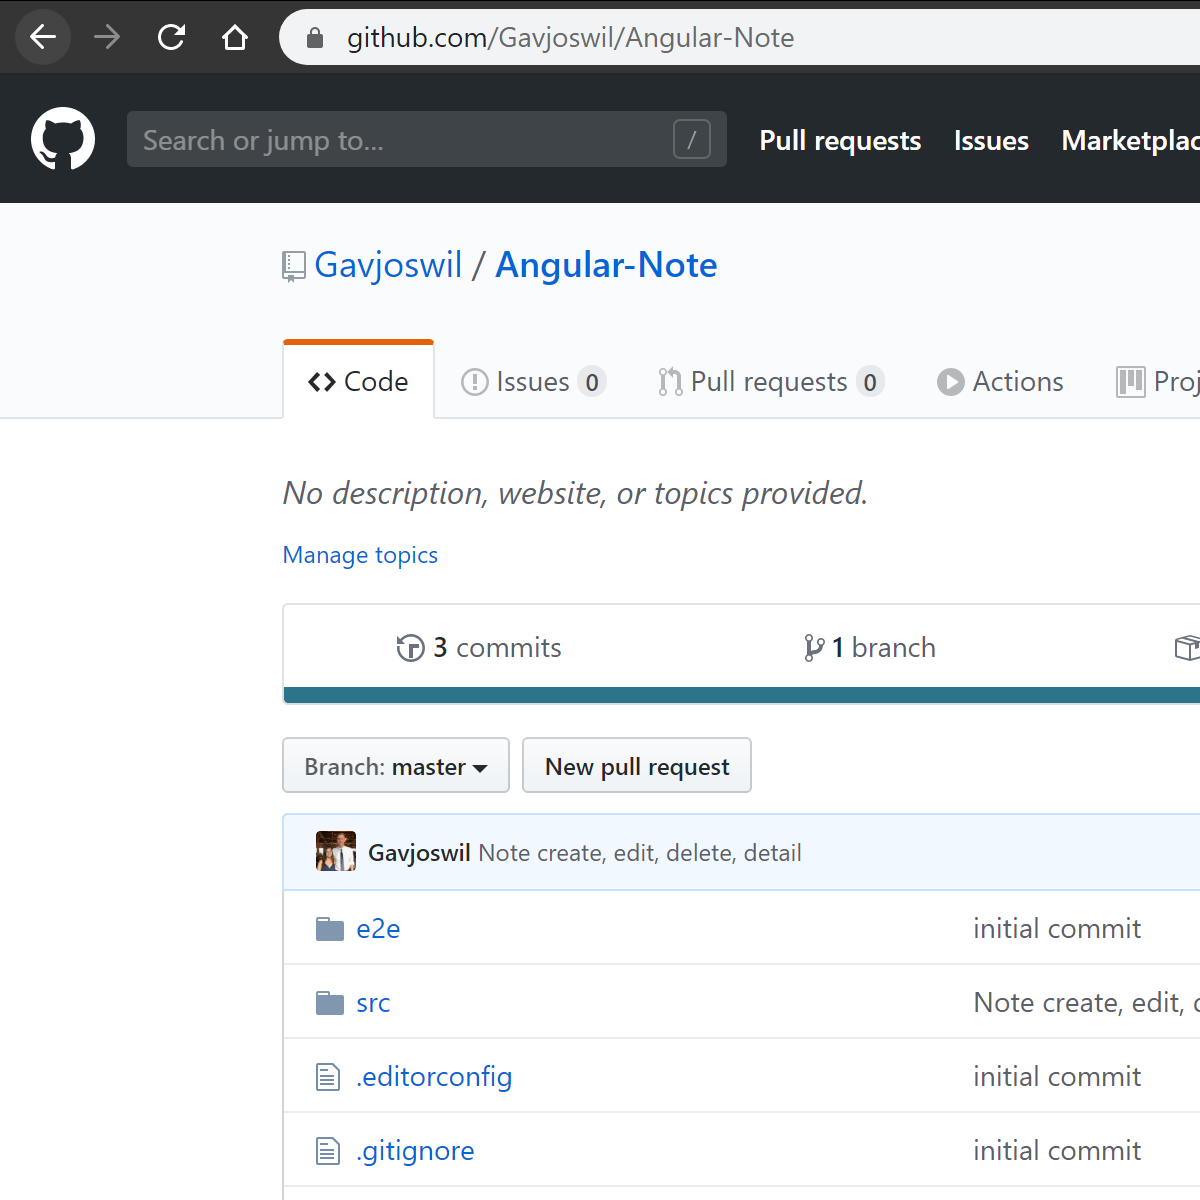 github.com/Gavjoswil/Angular-Note
Search or jump to... /
Pull requests Issues
Gavjoswil / Angular-Note
Code Issues 0 Pull requests 0 Actions
No description, website, or topics provided.
Manage topics
3 commits 1 branch
Branch: master New pull request
Gavjoswil Note create, edit, delete, detail
e2e initial commit
src Note create, edit,
.editorconfig initial commit
.gitignore initial commit